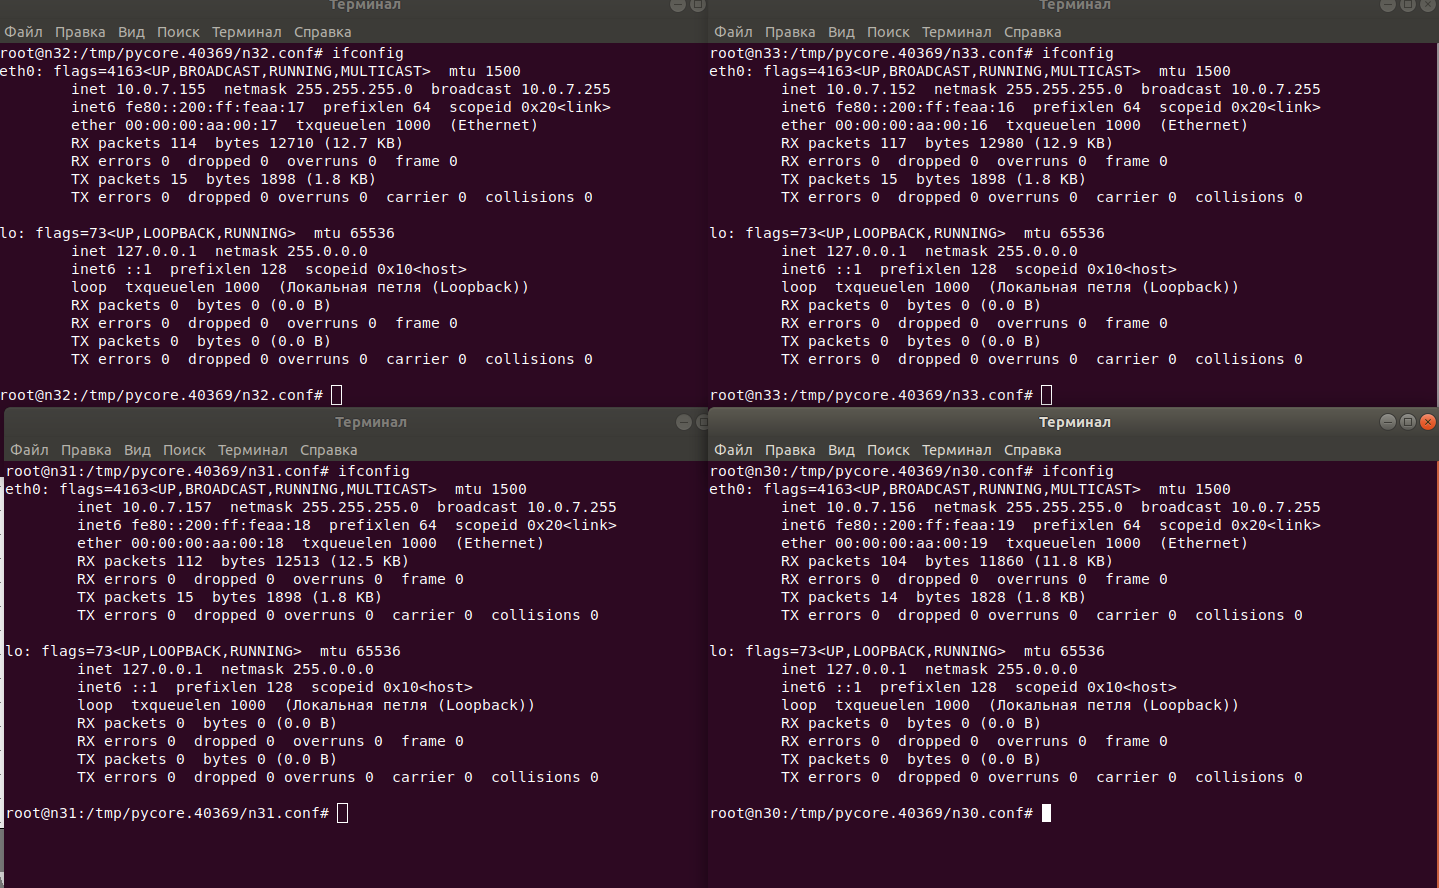 Терминал
Файл Правка Вид Поиск Терминал Справка
root@n32:/tmp/pycore.40369/n32.conf# ifconfig
eth0: flags=4163<UP,BROADCAST,RUNNING,MULTICAST>  mtu 1500
        inet 10.0.7.155  netmask 255.255.255.0  broadcast 10.0.7.255
        inet6 fe80::200:ff:feaa:17  prefixlen 64  scopeid 0x20<link>
        ether 00:00:00:aa:00:17  txqueuelen 1000  (Ethernet)
        RX packets 114  bytes 12710 (12.7 KB)
        RX errors 0  dropped 0  overruns 0  frame 0
        TX packets 15  bytes 1898 (1.8 KB)
        TX errors 0  dropped 0 overruns 0  carrier 0  collisions 0

lo: flags=73<UP,LOOPBACK,RUNNING>  mtu 65536
        inet 127.0.0.1  netmask 255.0.0.0
        inet6 ::1  prefixlen 128  scopeid 0x10<host>
        loop  txqueuelen 1000  (Локальная петля (Loopback))
        RX packets 0  bytes 0 (0.0 B)
        RX errors 0  dropped 0  overruns 0  frame 0
        TX packets 0  bytes 0 (0.0 B)
        TX errors 0  dropped 0 overruns 0  carrier 0  collisions 0

root@n32:/tmp/pycore.40369/n32.conf#
Терминал
Файл Правка Вид Поиск Терминал Справка
root@n33:/tmp/pycore.40369/n33.conf# ifconfig
eth0: flags=4163<UP,BROADCAST,RUNNING,MULTICAST>  mtu 1500
        inet 10.0.7.152  netmask 255.255.255.0  broadcast 10.0.7.255
        inet6 fe80::200:ff:feaa:16  prefixlen 64  scopeid 0x20<link>
        ether 00:00:00:aa:00:16  txqueuelen 1000  (Ethernet)
        RX packets 117  bytes 12980 (12.9 KB)
        RX errors 0  dropped 0  overruns 0  frame 0
        TX packets 15  bytes 1898 (1.8 KB)
        TX errors 0  dropped 0 overruns 0  carrier 0  collisions 0

lo: flags=73<UP,LOOPBACK,RUNNING>  mtu 65536
        inet 127.0.0.1  netmask 255.0.0.0
        inet6 ::1  prefixlen 128  scopeid 0x10<host>
        loop  txqueuelen 1000  (Локальная петля (Loopback))
        RX packets 0  bytes 0 (0.0 B)
        RX errors 0  dropped 0  overruns 0  frame 0
        TX packets 0  bytes 0 (0.0 B)
        TX errors 0  dropped 0 overruns 0  carrier 0  collisions 0

root@n33:/tmp/pycore.40369/n33.conf#
Терминал
Файл Правка Вид Поиск Терминал Справка
root@n31:/tmp/pycore.40369/n31.conf# ifconfig
eth0: flags=4163<UP,BROADCAST,RUNNING,MULTICAST>  mtu 1500
        inet 10.0.7.157  netmask 255.255.255.0  broadcast 10.0.7.255
        inet6 fe80::200:ff:feaa:18  prefixlen 64  scopeid 0x20<link>
        ether 00:00:00:aa:00:18  txqueuelen 1000  (Ethernet)
        RX packets 112  bytes 12513 (12.5 KB)
        RX errors 0  dropped 0  overruns 0  frame 0
        TX packets 15  bytes 1898 (1.8 KB)
        TX errors 0  dropped 0 overruns 0  carrier 0  collisions 0

lo: flags=73<UP,LOOPBACK,RUNNING>  mtu 65536
        inet 127.0.0.1  netmask 255.0.0.0
        inet6 ::1  prefixlen 128  scopeid 0x10<host>
        loop  txqueuelen 1000  (Локальная петля (Loopback))
        RX packets 0  bytes 0 (0.0 B)
        RX errors 0  dropped 0  overruns 0  frame 0
        TX packets 0  bytes 0 (0.0 B)
        TX errors 0  dropped 0 overruns 0  carrier 0  collisions 0

root@n31:/tmp/pycore.40369/n31.conf#
Терминал
Файл Правка Вид Поиск Терминал Справка
root@n30:/tmp/pycore.40369/n30.conf# ifconfig
eth0: flags=4163<UP,BROADCAST,RUNNING,MULTICAST>  mtu 1500
        inet 10.0.7.156  netmask 255.255.255.0  broadcast 10.0.7.255
        inet6 fe80::200:ff:feaa:19  prefixlen 64  scopeid 0x20<link>
        ether 00:00:00:aa:00:19  txqueuelen 1000  (Ethernet)
        RX packets 104  bytes 11860 (11.8 KB)
        RX errors 0  dropped 0  overruns 0  frame 0
        TX packets 14  bytes 1828 (1.8 KB)
        TX errors 0  dropped 0 overruns 0  carrier 0  collisions 0

lo: flags=73<UP,LOOPBACK,RUNNING>  mtu 65536
        inet 127.0.0.1  netmask 255.0.0.0
        inet6 ::1  prefixlen 128  scopeid 0x10<host>
        loop  txqueuelen 1000  (Локальная петля (Loopback))
        RX packets 0  bytes 0 (0.0 B)
        RX errors 0  dropped 0  overruns 0  frame 0
        TX packets 0  bytes 0 (0.0 B)
        TX errors 0  dropped 0 overruns 0  carrier 0  collisions 0

root@n30:/tmp/pycore.40369/n30.conf#